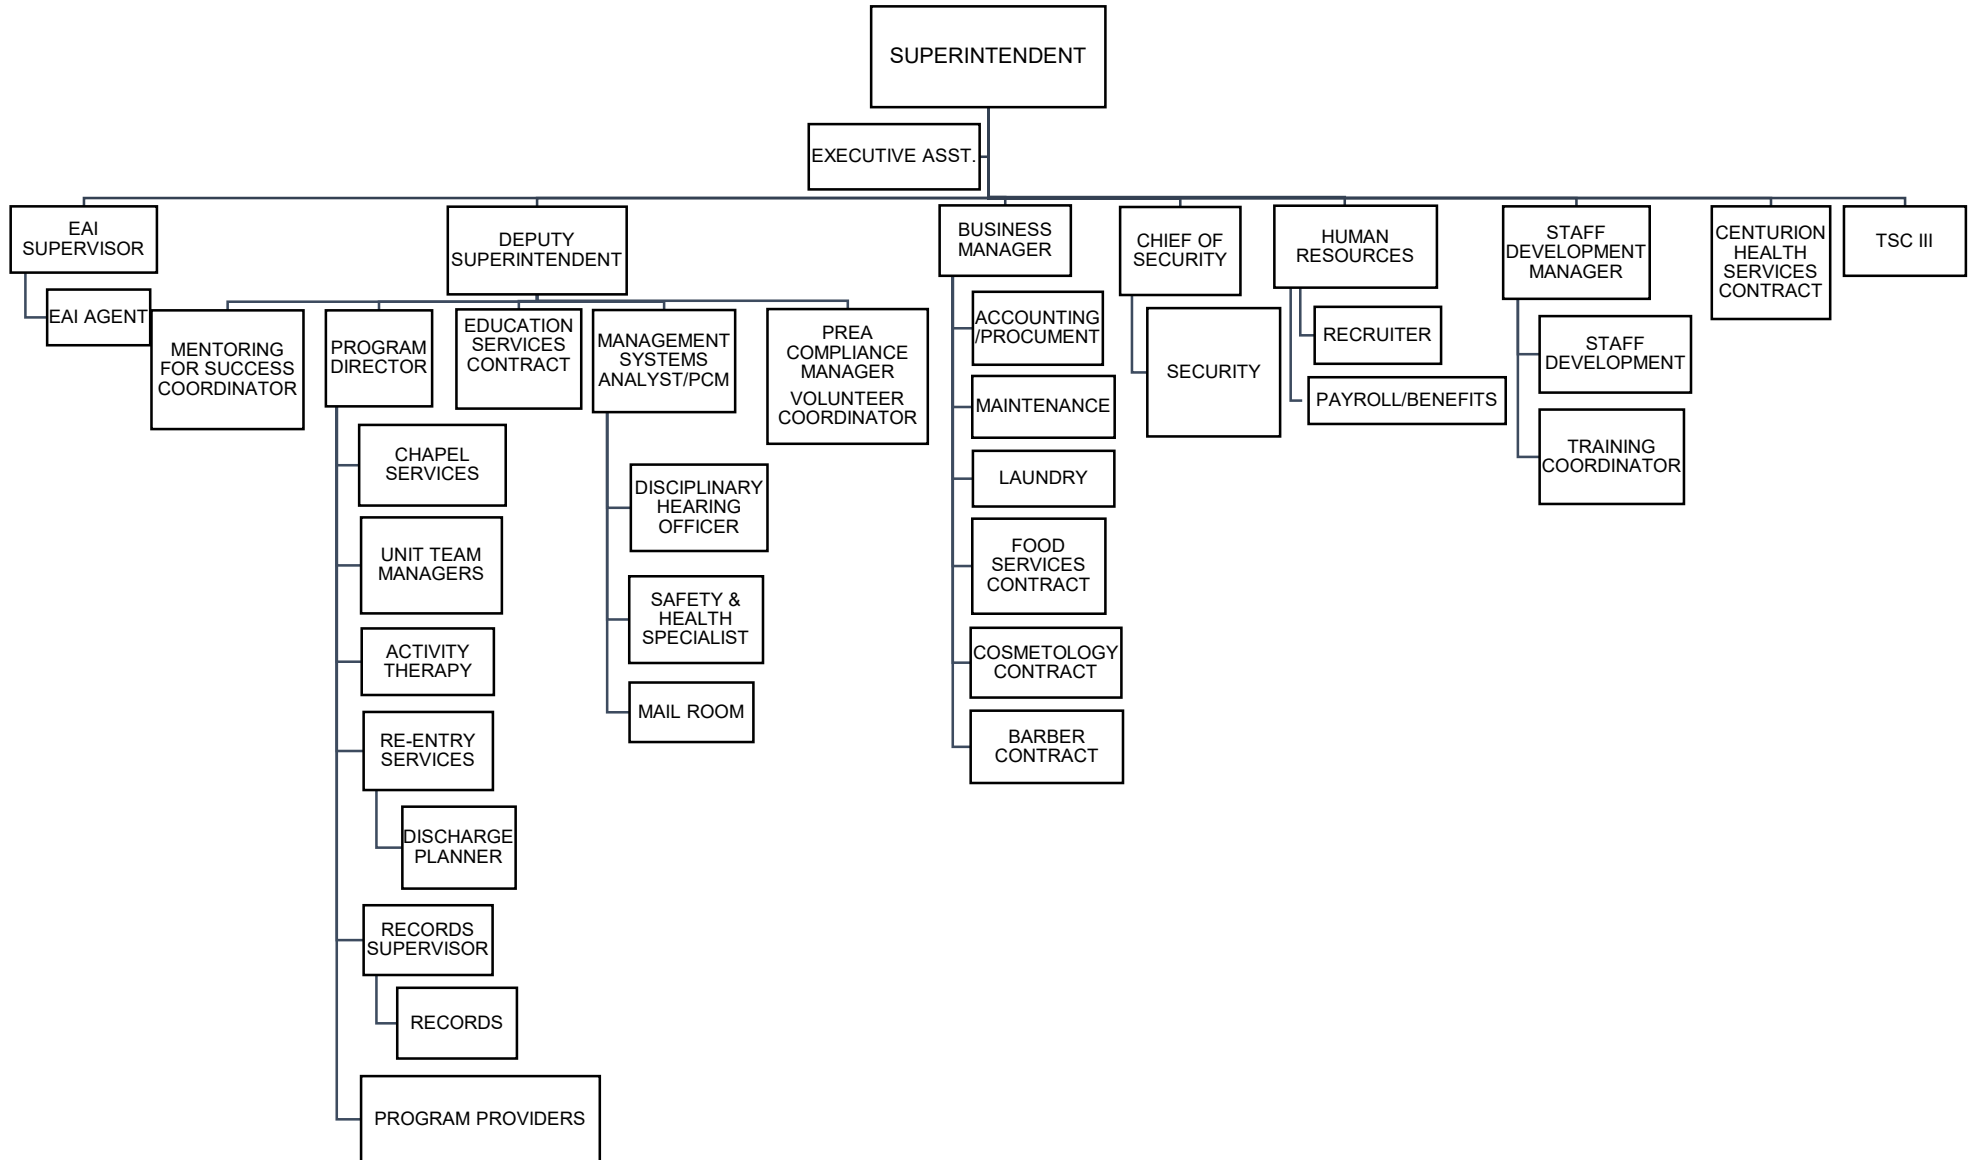 SUPERINTENDENT
EXECUTIVE ASST.
EAI
SUPERVISOR
EAI AGENT
DEPUTY
SUPERINTENDENT
MENTORING
FOR SUCCESS
COORDINATOR
PROGRAM
DIRECTOR
CHAPEL
SERVICES
UNIT TEAM
MANAGERS
ACTIVITY
THERAPY
RE-ENTRY
SERVICES
DISCHARGE
PLANNER
RECORDS
SUPERVISOR
RECORDS
PROGRAM PROVIDERS
EDUCATION
SERVICES
CONTRACT
MANAGEMENT
SYSTEMS
ANALYST/PCM
DISCIPLINARY
HEARING
OFFICER
SAFETY &
HEALTH
SPECIALIST
MAIL ROOM
PREA
COMPLIANCE
MANAGER
VOLUNTEER
COORDINATOR
BUSINESS
MANAGER
ACCOUNTING
/PROCUMENT
MAINTENANCE
LAUNDRY
FOOD
SERVICES
CONTRACT
COSMETOLOGY
CONTRACT
BARBER
CONTRACT
CHIEF OF
SECURITY
SECURITY
HUMAN
RESOURCES
RECRUITER
PAYROLL/BENEFITS
STAFF
DEVELOPMENT
MANAGER
STAFF
DEVELOPMENT
TRAINING
COORDINATOR
CENTURION
HEALTH
SERVICES
CONTRACT
TSC III